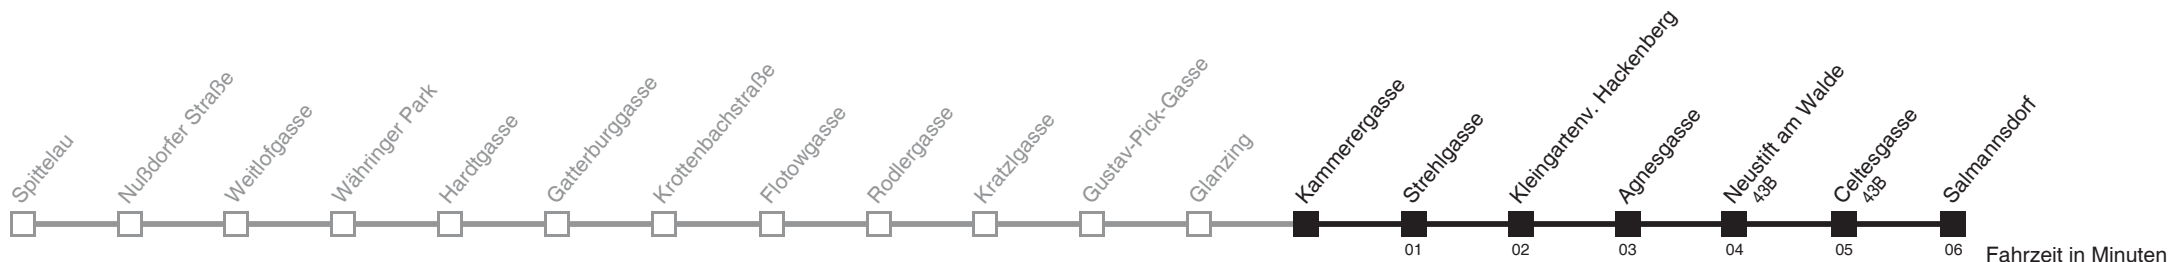 Spittelau
Nußdorfer Straße
Weitlofgasse
Währinger Park
Hardtgasse
Gatterburggasse
Krottenbachstraße
Flotowgasse
Rodlergasse
Kratzlgasse
Gustav-Pick-Gasse
Glanzing
Kammerergasse
Strehlgasse
Kleingartenv. Hackenberg
Agnesgasse
Neustift am Walde
43B
Celtesgasse
43B
Salmannsdorf
01
02
03
04
05
06
Fahrzeit in Minuten